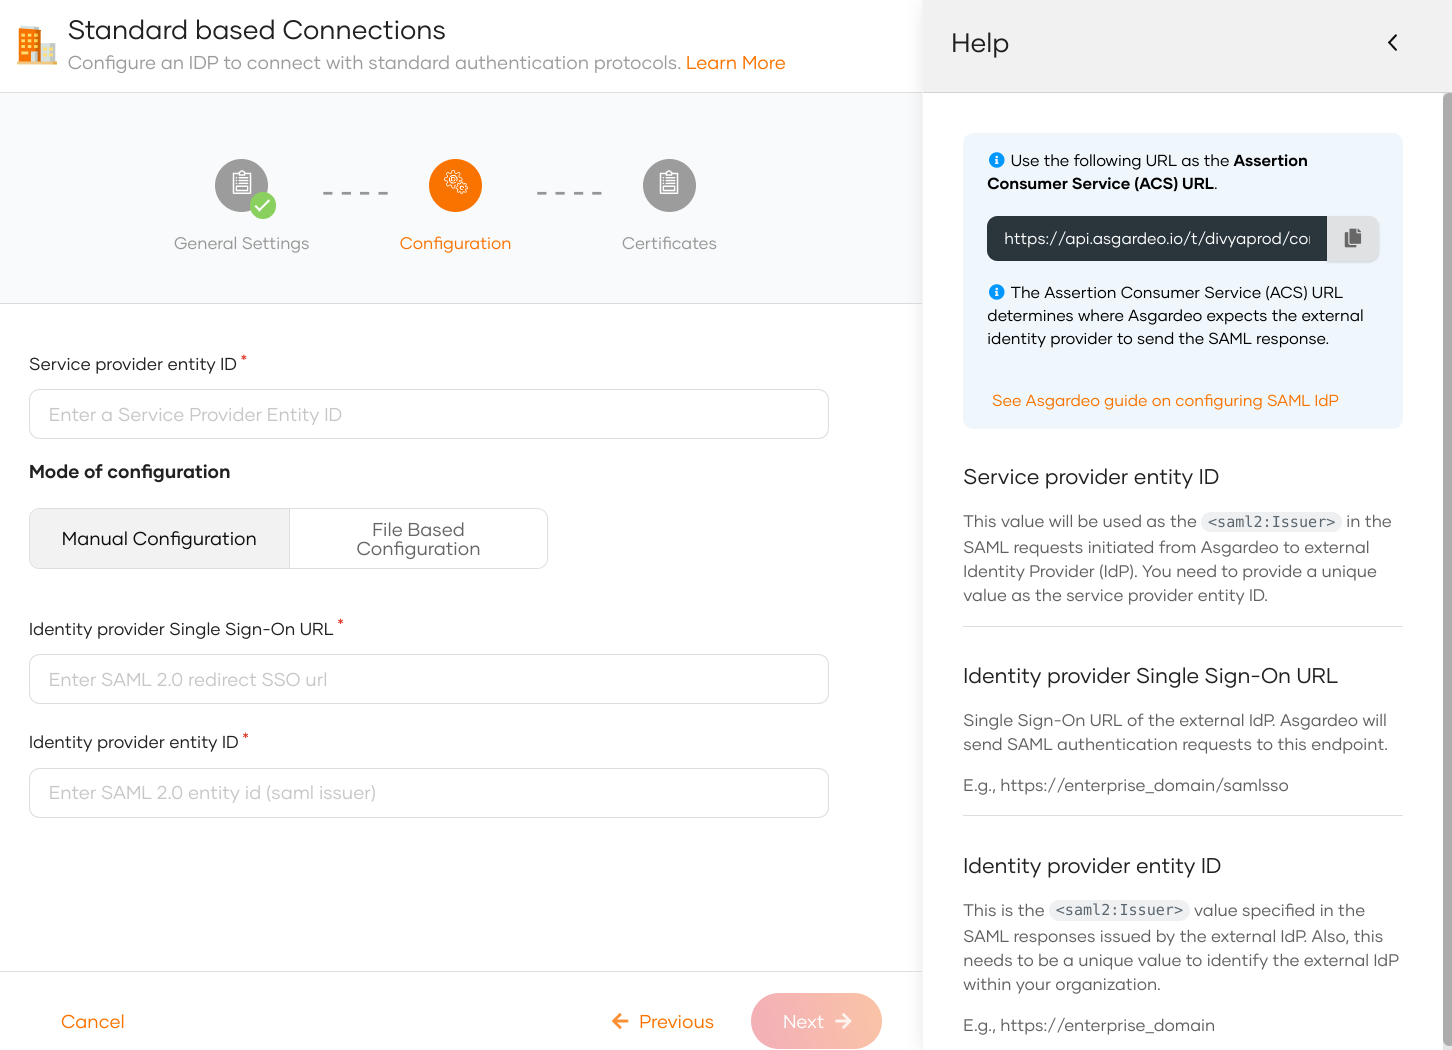 Standard based Connections
Configure an IDP to connect with standard authentication protocols. Learn More
General Settings
Configuration
Certificates
Service provider entity ID *
Enter a Service Provider Entity ID
Mode of configuration
Manual Configuration
File Based
Configuration
Identity provider Single Sign-On URL *
Enter SAML 2.0 redirect SSO url
Identity provider entity ID *
Enter SAML 2.0 entity id (saml issuer)
Cancel
Previous
Next
Help
Use the following URL as the Assertion
Consumer Service (ACS) URL.
https://api.asgardeo.io/t/divyaprod/co
The Assertion Consumer Service (ACS) URL
determines where Asgardeo expects the external
identity provider to send the SAML response.
See Asgardeo guide on configuring SAML IdP
Service provider entity ID
This value will be used as the <saml2:Issuer> in the
SAML requests initiated from Asgardeo to external
Identity Provider (IdP). You need to provide a unique
value as the service provider entity ID.
Identity provider Single Sign-On URL
Single Sign-On URL of the external IdP. Asgardeo will
send SAML authentication requests to this endpoint.
E.g., https://enterprise_domain/samlsso
Identity provider entity ID
This is the <saml2:Issuer> value specified in the
SAML responses issued by the external IdP. Also, this
needs to be a unique value to identify the external IdP
within your organization.
E.g., https://enterprise_domain